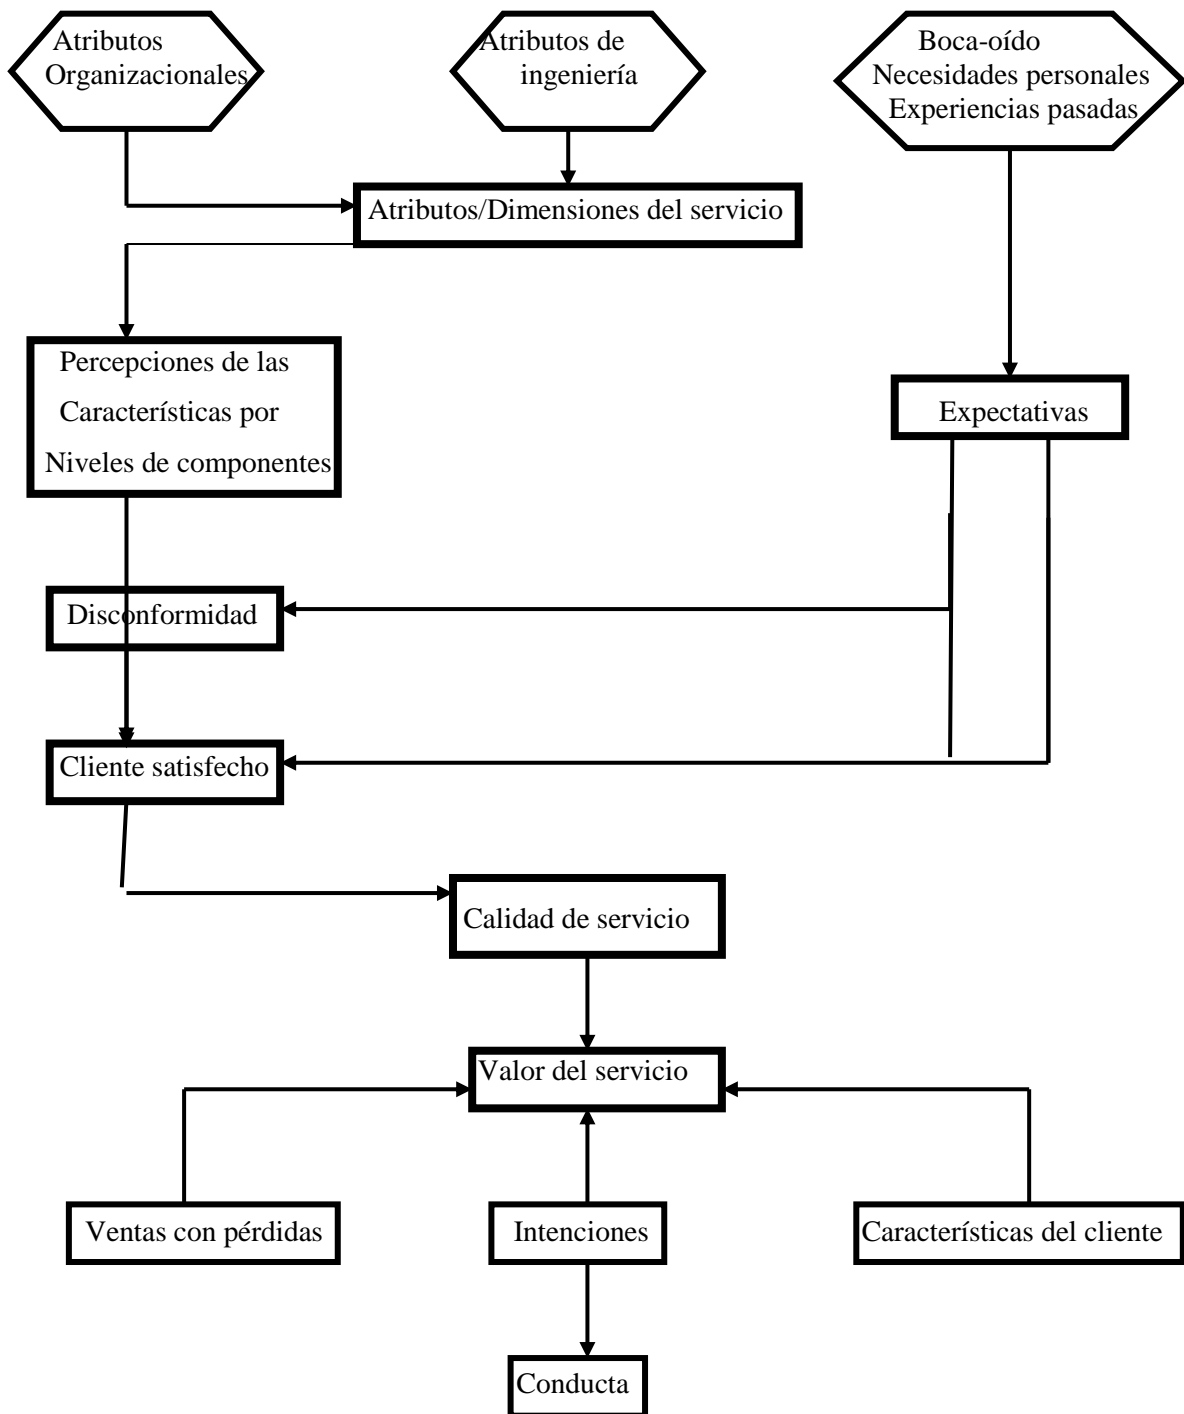 Atributos
Organizacionales
Atributos de
ingeniería
Boca-oído
Necesidades personales
Experiencias pasadas
Atributos/Dimensiones del servicio
Percepciones de las
Características por
Niveles de componentes
Expectativas
Disconformidad
Cliente satisfecho
Calidad de servicio
Valor del servicio
Ventas con pérdidas
Intenciones
Características del cliente
Conducta